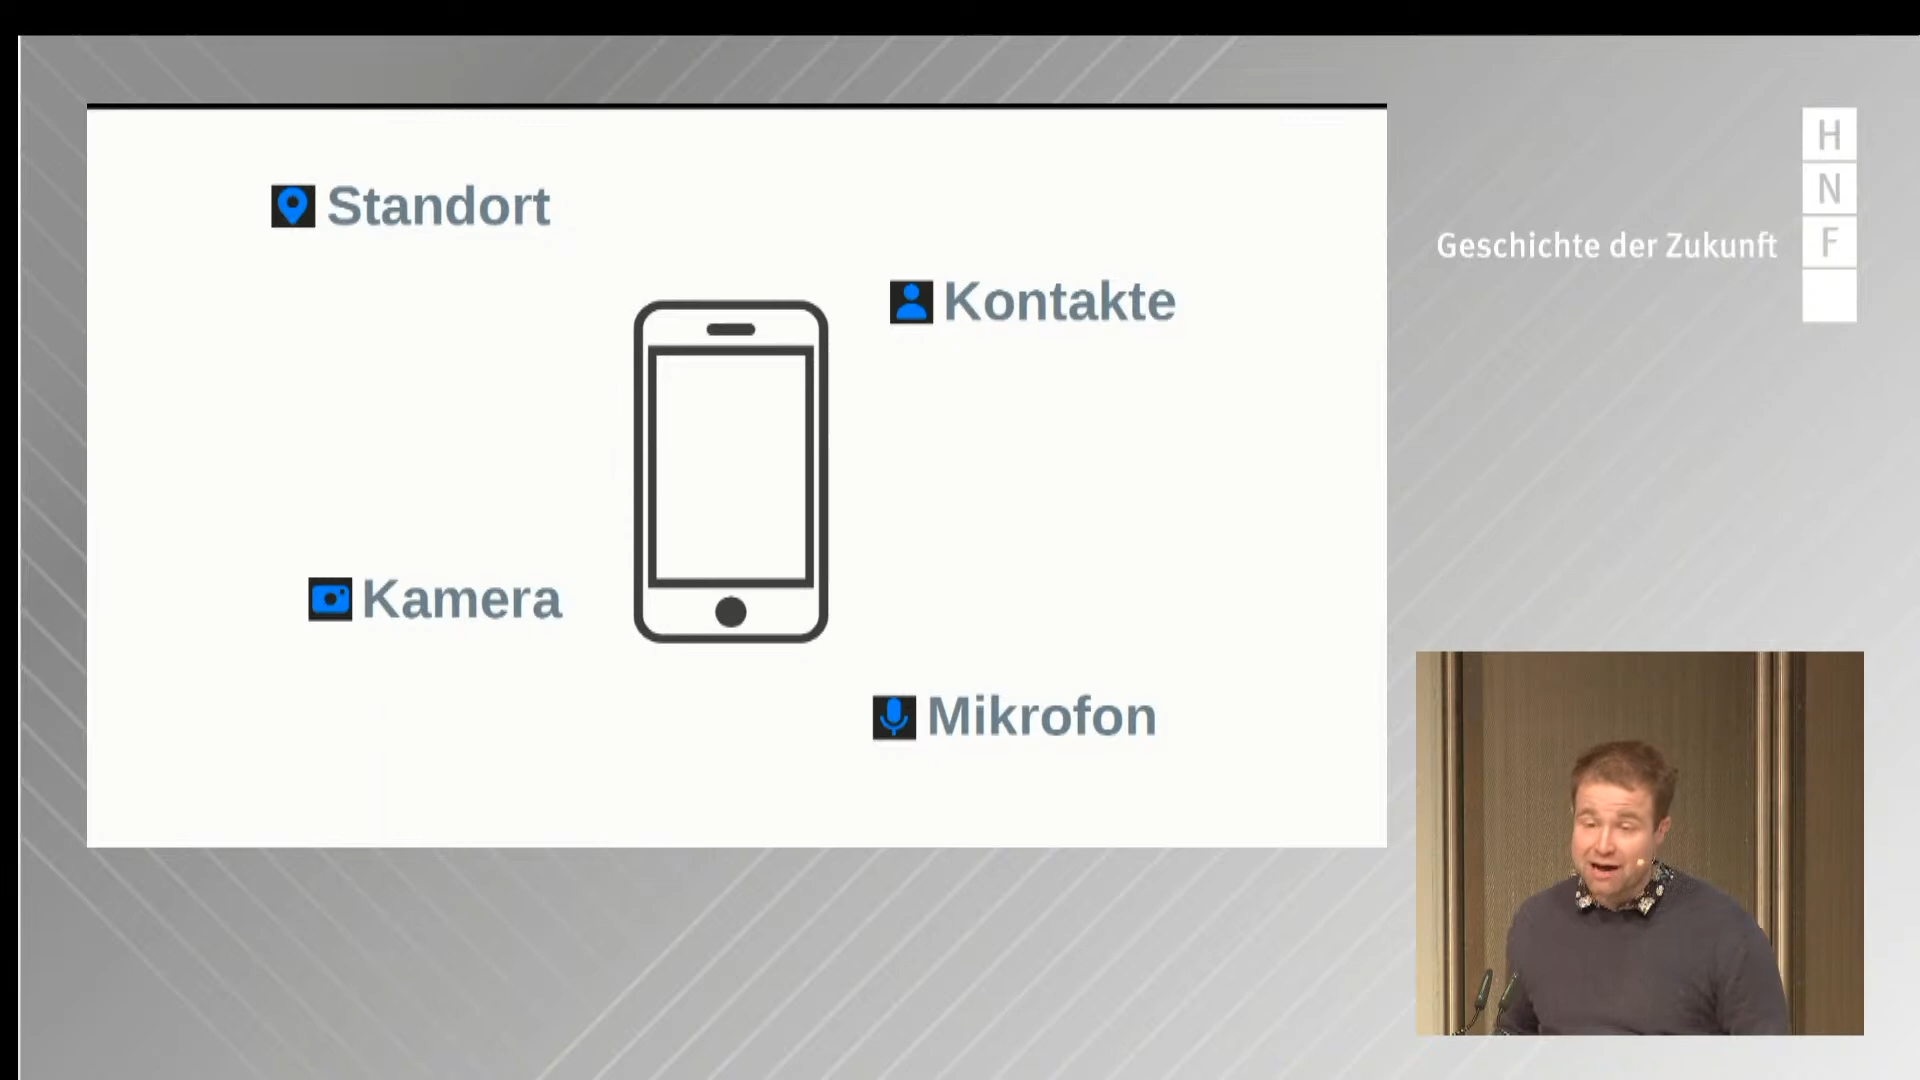 Standort
Kontakte
Kamera
Mikrofon
Geschichte der Zukunft
H
N
F